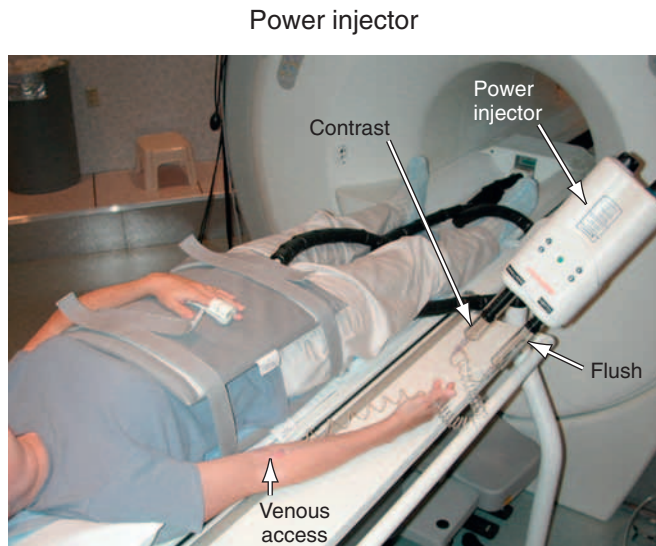 Power injector
Power
injector
Contrast
Flush
Venous
access